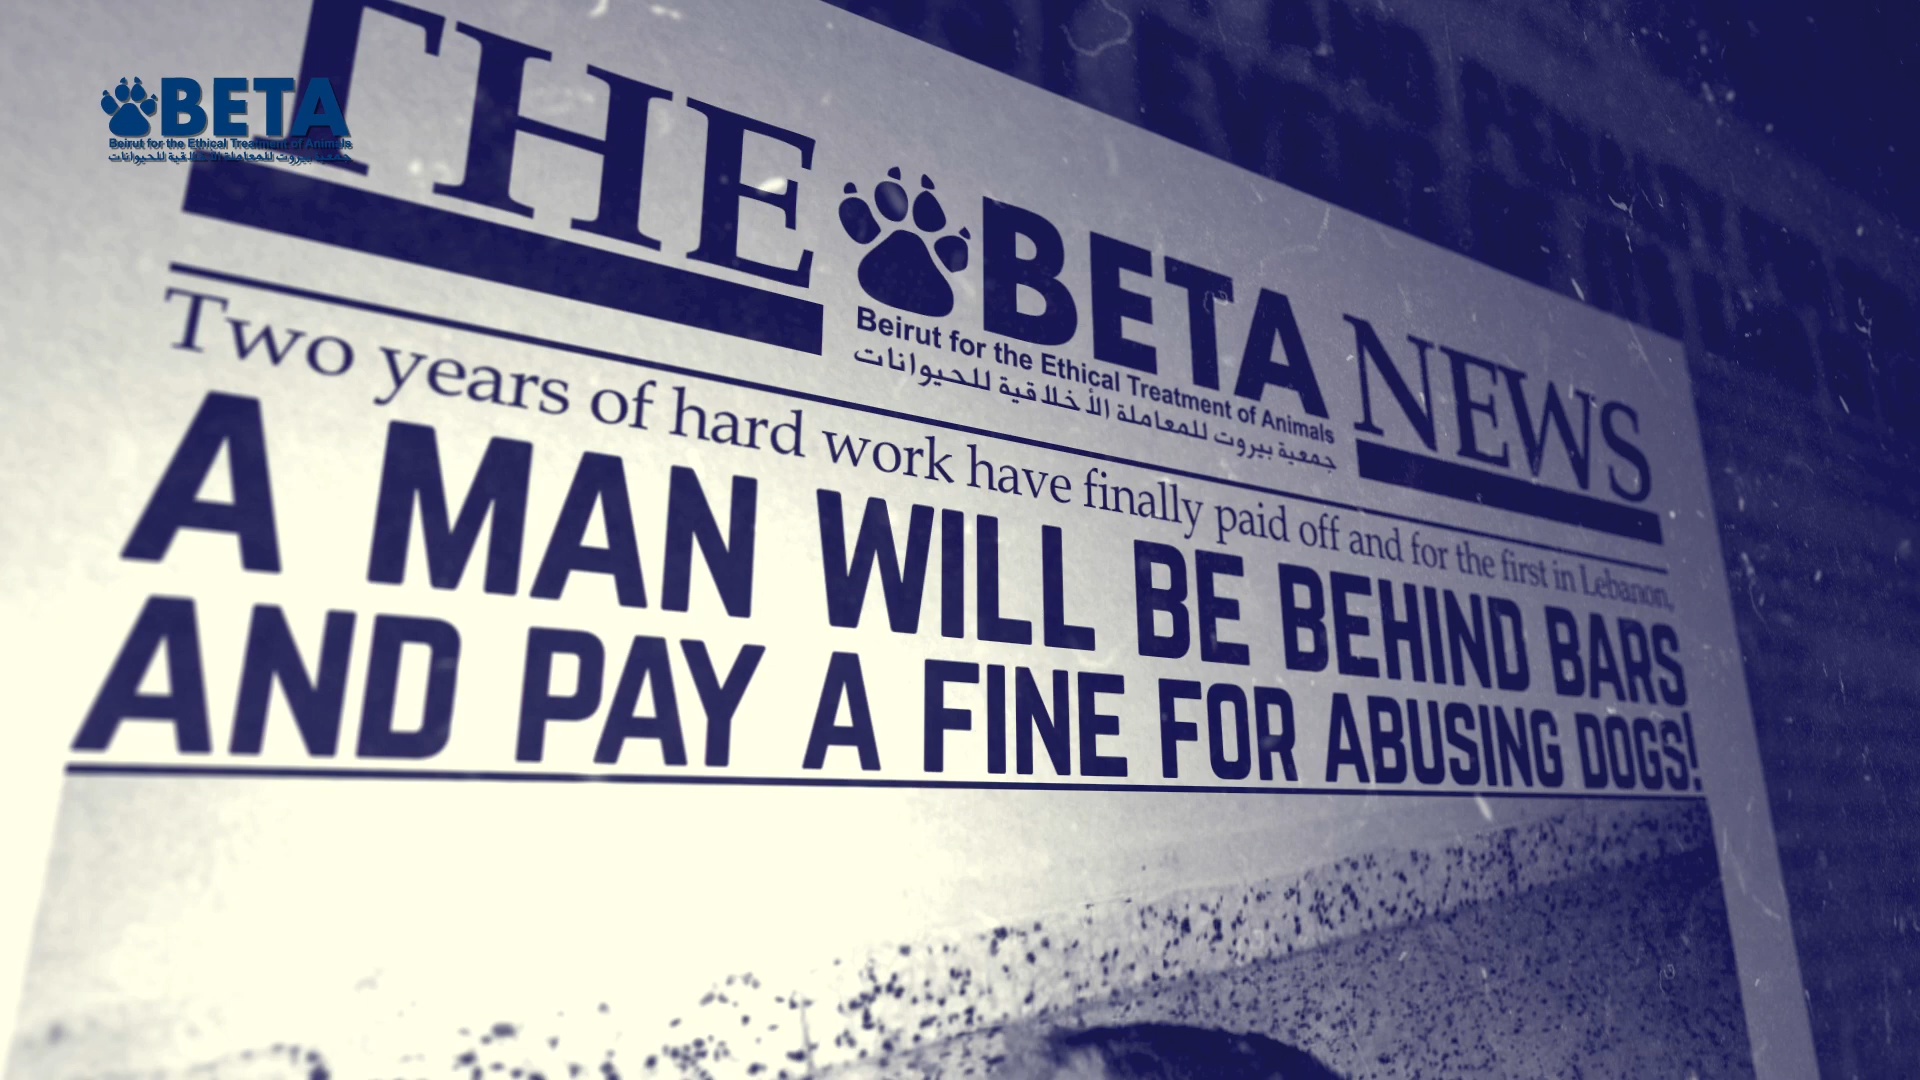 BETA
Beirut for the Ethical Treatment of Animals
جمعية بيروت للمعاملة الأخلاقية للحيوانات
THE BETA NEWS
Beirut for the Ethical Treatment of Animals
جمعية بيروت للمعاملة الأخلاقية للحيوانات
Two years of hard work have finally paid off and for the first in Lebanon,
A MAN WILL BE BEHIND BARS
AND PAY A FINE FOR ABUSING DOGS!